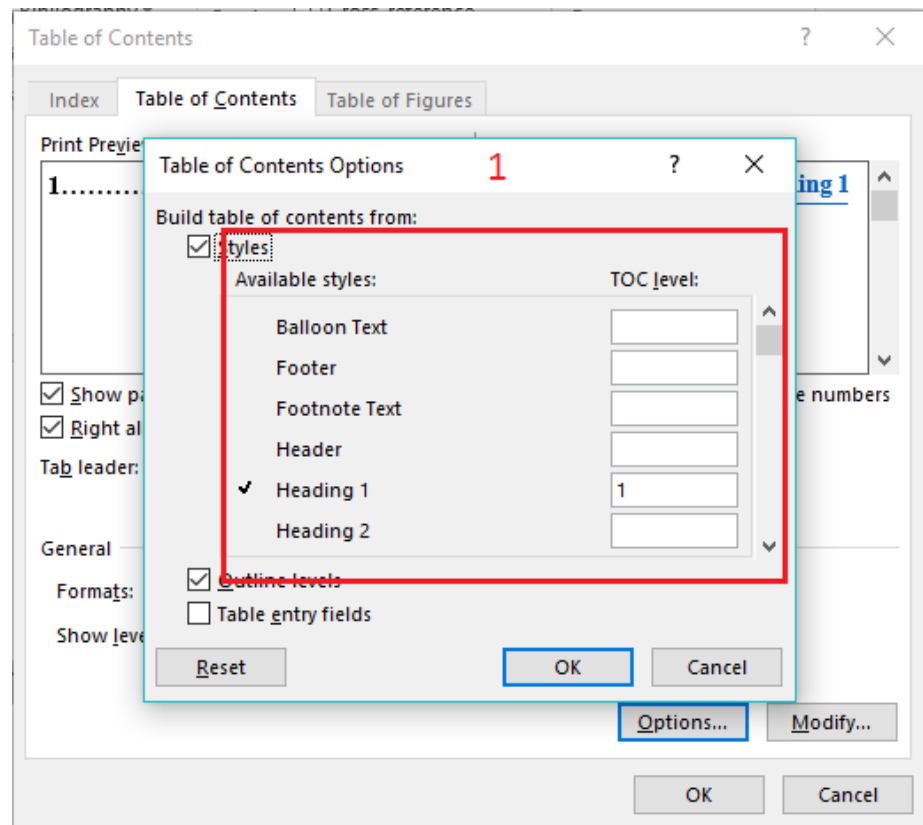 Table of Contents ?
Index Table of Contents Table of Figures
Print Previe
1.......... ing 1
Table of Contents Options 1 ?
Build table of contents from:
Styles
Available styles: TOC level:
Balloon Text
Footer
Footnote Text
Header
Heading 1 1
Heading 2
Outline levels
Table entry fields
Reset OK Cancel
Show pa e numbers
Right al
Tab leader:
General
Formats:
Show leve
Options... Modify...
OK Cancel